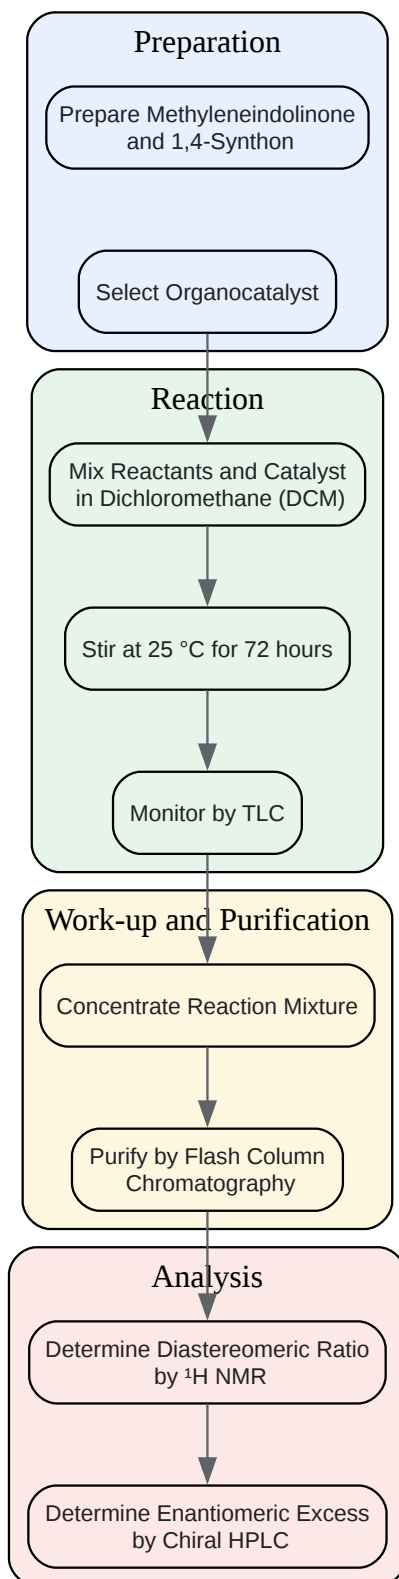 Preparation
Prepare Methyleneindolinone
and 1,4-Synthon
Select Organocatalyst
Reaction
Mix Reactants and Catalyst
in Dichloromethane (DCM)
Stir at 25 °C for 72 hours
Monitor by TLC
Work-up and Purification
Concentrate Reaction Mixture
Purify by Flash Column
Chromatography
Analysis
Determine Diastereomeric Ratio
by ¹H NMR
Determine Enantiomeric Excess
by Chiral HPLC